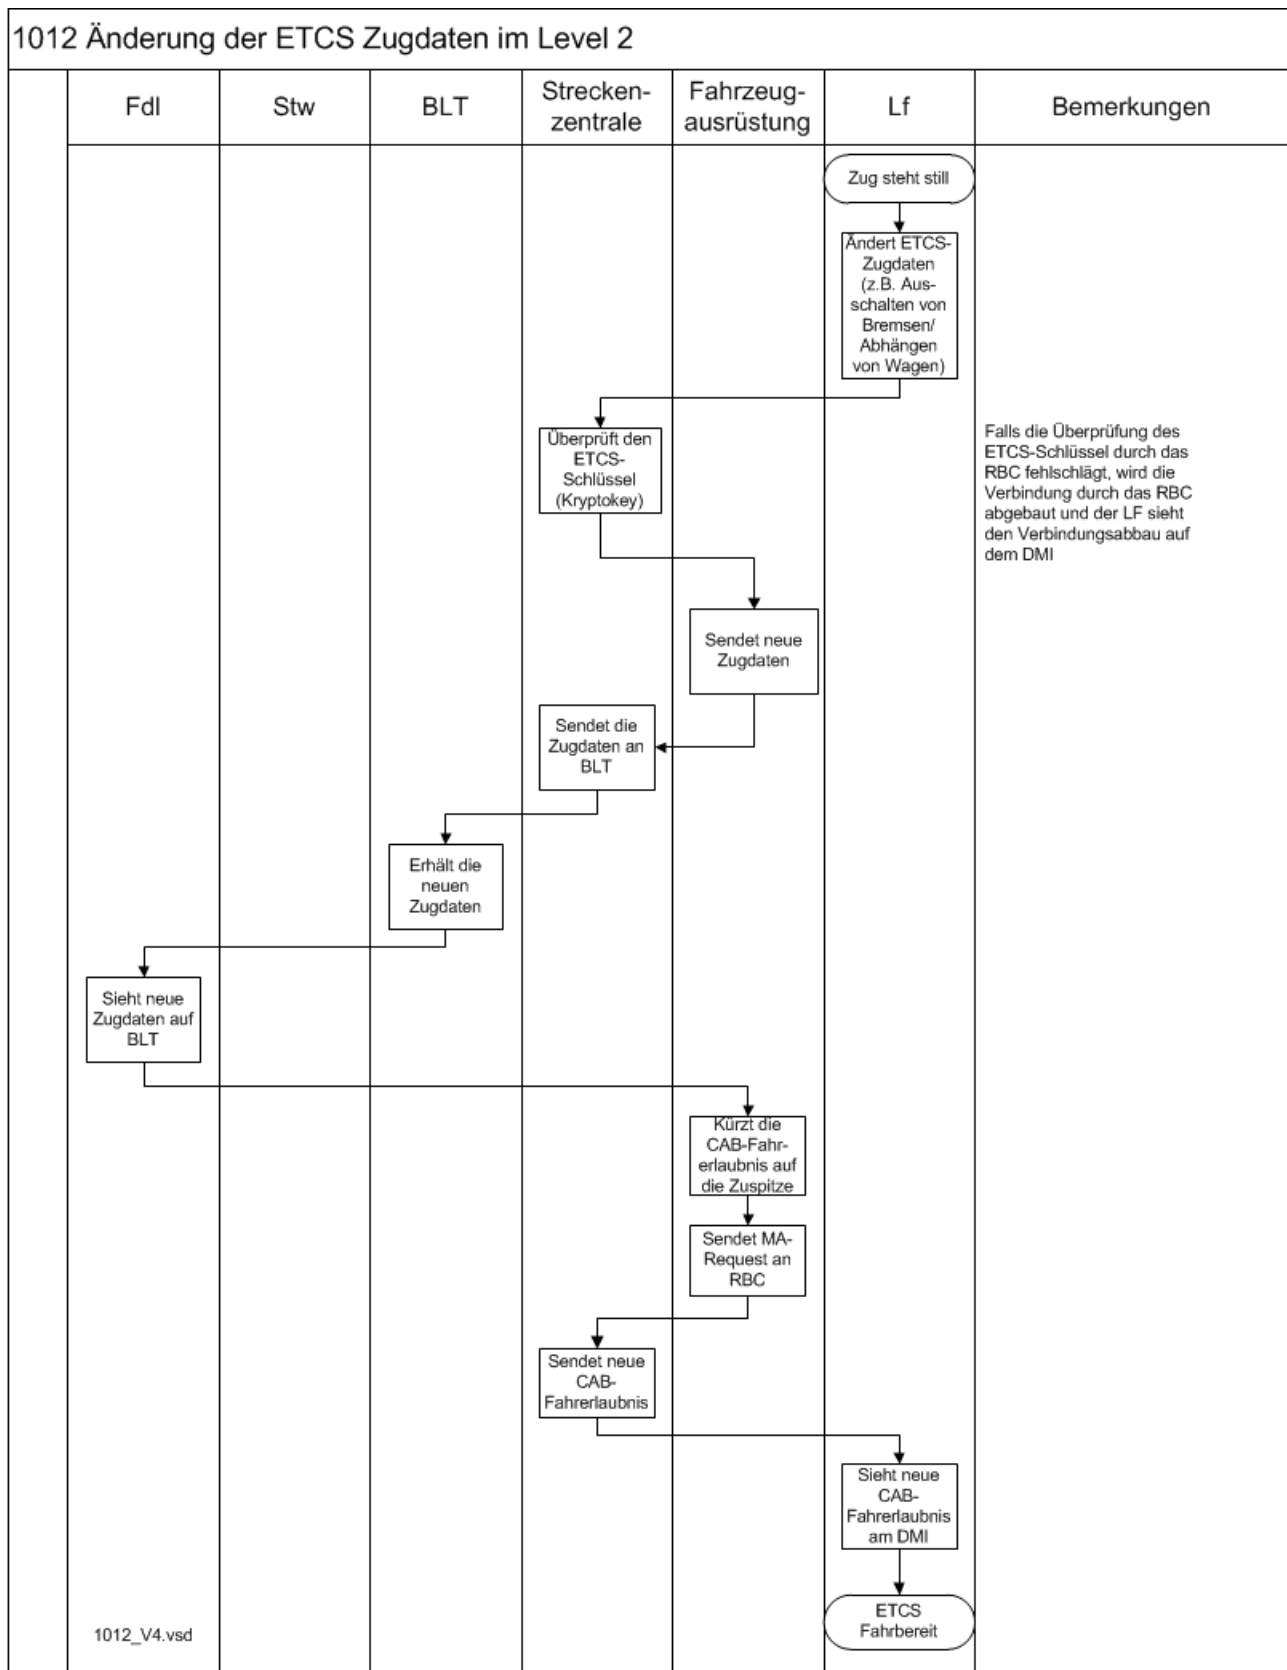 1012 Änderung der ETCS Zugdaten im Level 2
Fdl
Stw
BLT
Strecken-
zentrale
Fahrzeug-
ausrüstung
Lf
Bemerkungen
Zug steht still
Ändert ETCS-
Zugdaten
(z.B. Aus-
schalten von
Bremsen/
Abhängen
von Wagen)
Überprüft den
ETCS-
Schlüssel
(Kryptokey)
Falls die Überprüfung des
ETCS-Schlüssel durch das
RBC fehlschlägt, wird die
Verbindung durch das RBC
abgebaut und der LF sieht
den Verbindungsabbau auf
dem DMI
Sendet neue
Zugdaten
Sendet die
Zugdaten an
BLT
Erhält die
neuen
Zugdaten
Sieht neue
Zugdaten auf
BLT
Kürzt die
CAB-Fahr-
erlaubnis auf
die Zuspitze
Sendet MA-
Request an
RBC
Sendet neue
CAB-
Fahrerlaubnis
Sieht neue
CAB-
Fahrerlaubnis
am DMI
ETCS
Fahrbereit
1012_V4.vsd